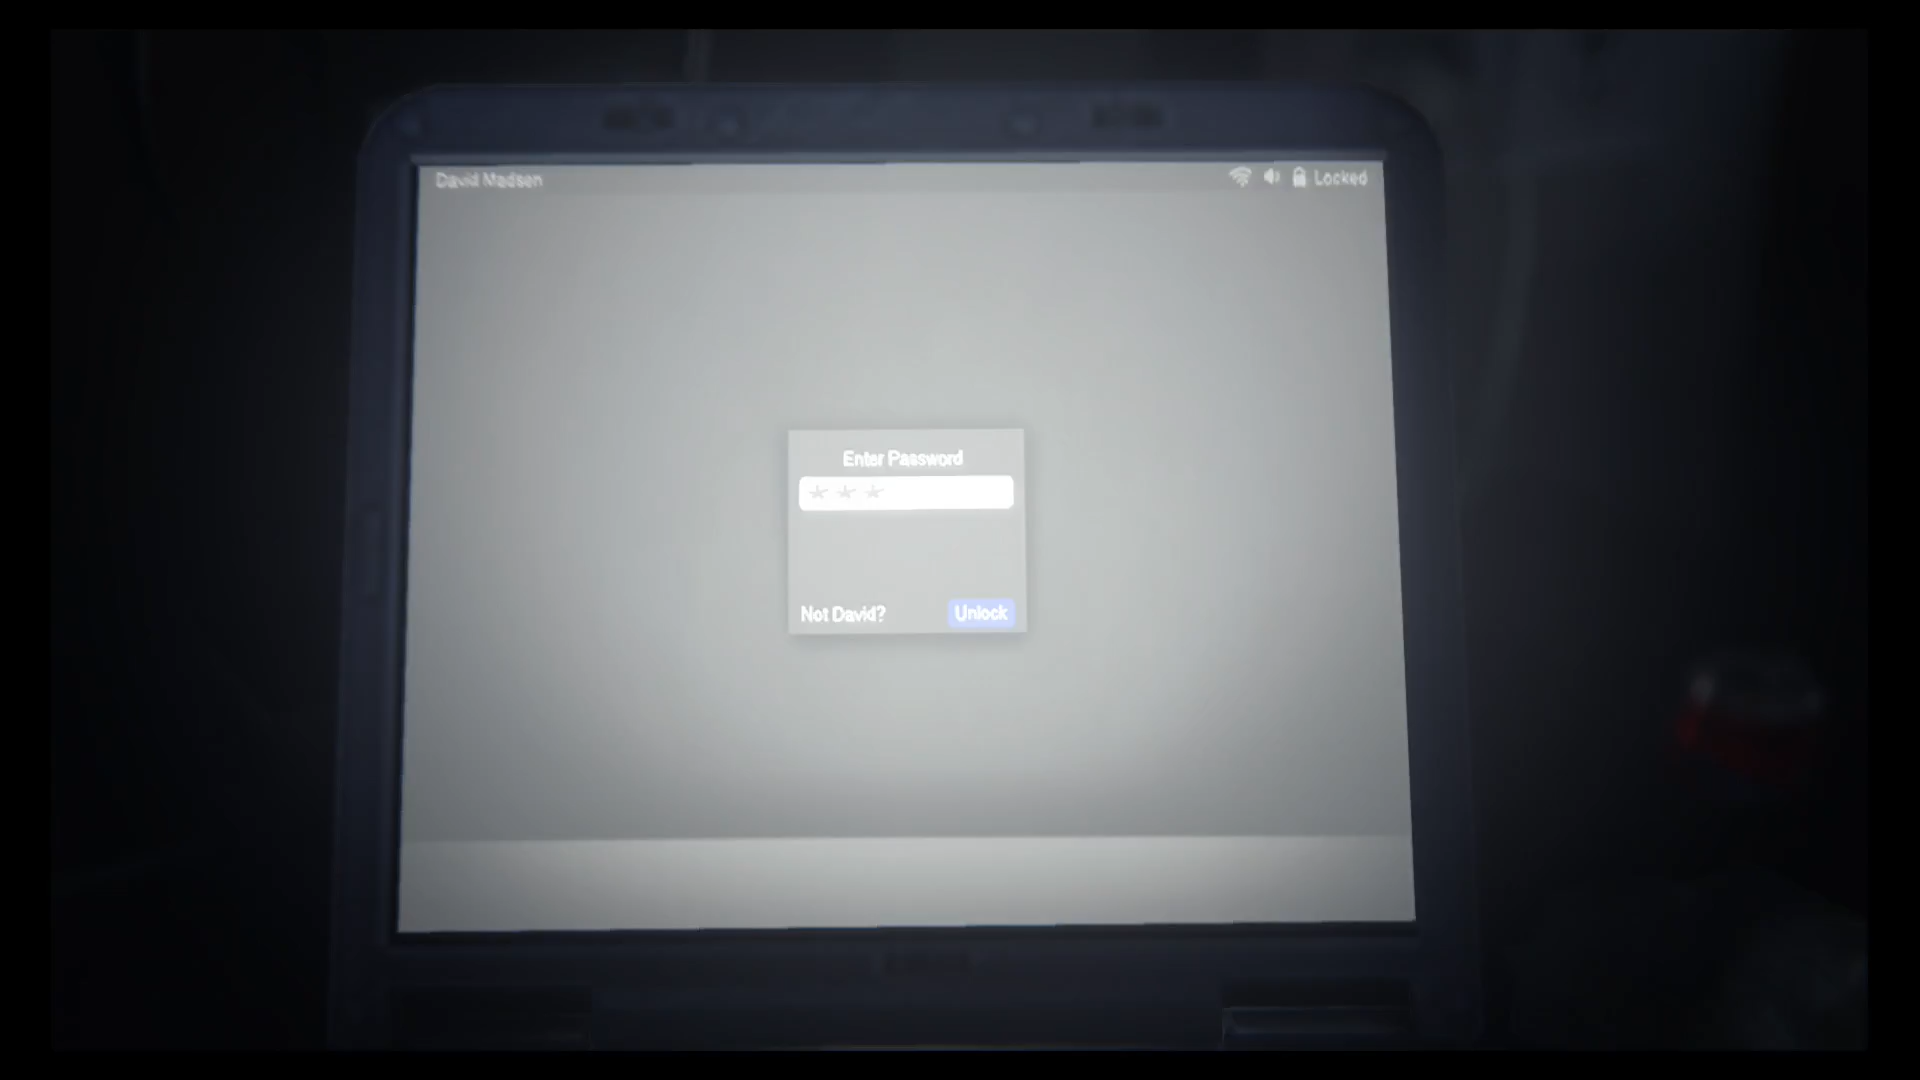 David Madsen
Locked
Enter Password
* * *
Not David?
Unlock